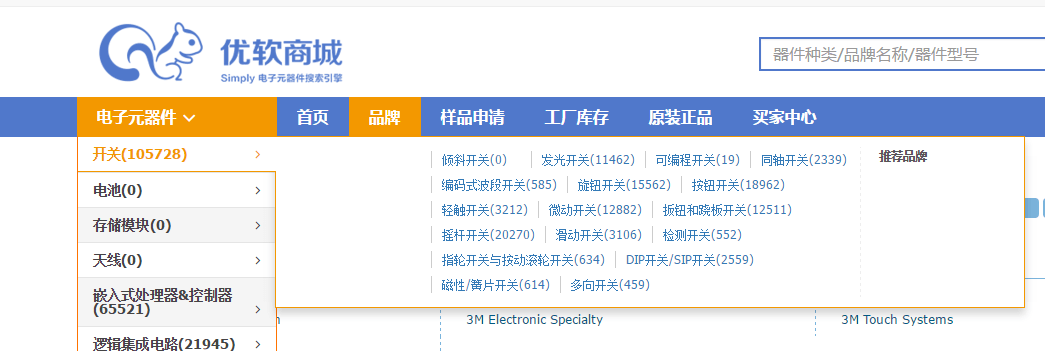 优软商城
Simply 电子元器件搜索引擎
器件种类/品牌名称/器件型号
电子元器件 首页 品牌 样品申请 工厂库存 原装正品 买家中心
开关(105728)
电池(0)
存储模块(0)
天线(0)
嵌入式处理器&控制器
(65521)
逻辑集成电路(21945)
倾斜开关(0) 发光开关(11462) 可编程开关(19) 同轴开关(2339)
编码式波段开关(585) 旋钮开关(15562) 按钮开关(18962)
轻触开关(3212) 微动开关(12882) 扳钮和跷板开关(12511)
摇杆开关(20270) 滑动开关(3106) 检测开关(552)
指轮开关与按动滚轮开关(634) DIP开关/SIP开关(2559)
磁性/簧片开关(614) 多向开关(459)
推荐品牌
3M Electronic Specialty 3M Touch Systems